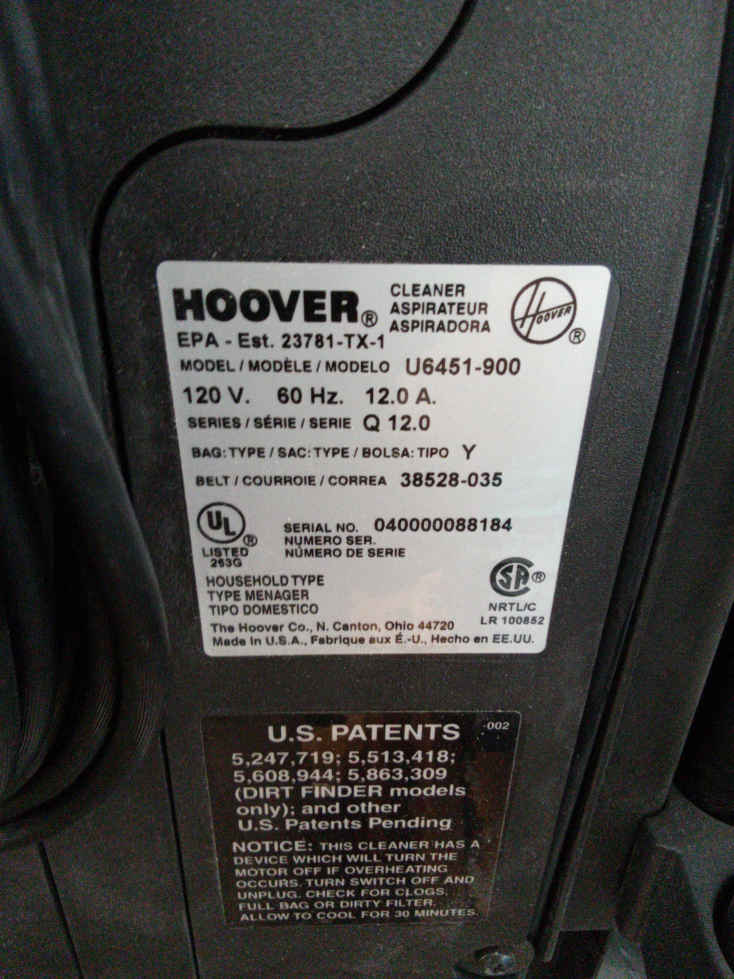 HOOVER®
CLEANER
ASPIRATEUR
ASPIRADORA
HOOVER ®
EPA - Est. 23781-TX-1
MODEL / MODÈLE / MODELO U6451-900
120 V. 60 Hz. 12.0 A.
SERIES / SÉRIE / SERIE Q 12.0
BAG: TYPE / SAC: TYPE / BOLSA: TIPO Y
BELT / COURROIE / CORREA 38528-035
UL ®
LISTED
263G
SERIAL NO. 040000088184
NUMERO SER.
NÚMERO DE SERIE
HOUSEHOLD TYPE
TYPE MENAGER
TIPO DOMESTICO
SA ®
NRTL/C
LR 100852
The Hoover Co., N. Canton, Ohio 44720
Made in U.S.A., Fabrique aux É.-U., Hecho en EE.UU.
U.S. PATENTS -002
5,247,719; 5,513,418;
5,608,944; 5,863,309
(DIRT FINDER models
only); and other
U.S. Patents Pending
NOTICE: THIS CLEANER HAS A
DEVICE WHICH WILL TURN THE
MOTOR OFF IF OVERHEATING
OCCURS. TURN SWITCH OFF AND
UNPLUG. CHECK FOR CLOGS,
FULL BAG OR DIRTY FILTER.
ALLOW TO COOL FOR 30 MINUTES.